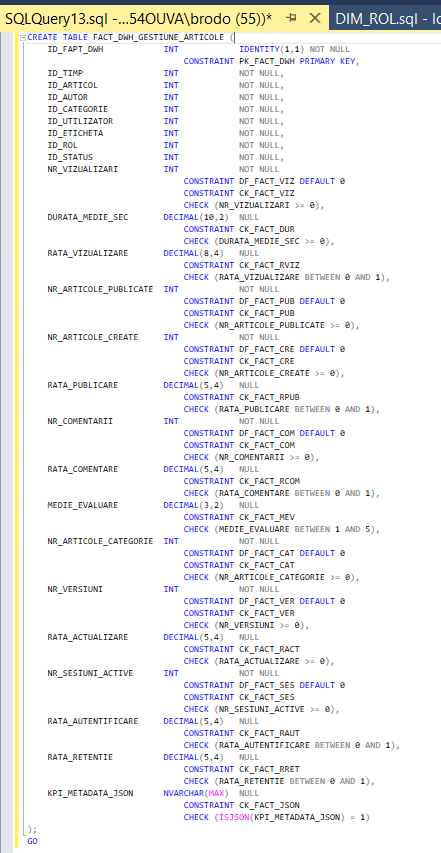 SQLQuery13.sql -...54OUVA\brodo (55))*
DIM_ROL.sql - lo
CREATE TABLE FACT_DWH_GESTIUNE_ARTICOLE (
ID_FAPT_DWH INT IDENTITY(1,1) NOT NULL
CONSTRAINT PK_FACT_DWH PRIMARY KEY,
ID_TIMP INT NOT NULL,
ID_ARTICOL INT NOT NULL,
ID_AUTOR INT NOT NULL,
ID_CATEGORIE INT NOT NULL,
ID_UTILIZATOR INT NOT NULL,
ID_ETICHETA INT NOT NULL,
ID_ROL INT NOT NULL,
ID_STATUS INT NOT NULL,
NR_VIZUALIZARI INT NOT NULL
CONSTRAINT DF_FACT_VIZ DEFAULT 0
CONSTRAINT CK_FACT_VIZ
CHECK (NR_VIZUALIZARI >= 0),
DURATA_MEDIE_SEC DECIMAL(10,2) NULL
CONSTRAINT CK_FACT_DUR
CHECK (DURATA_MEDIE_SEC >= 0),
RATA_VIZUALIZARE DECIMAL(8,4) NULL
CONSTRAINT CK_FACT_RVIZ
CHECK (RATA_VIZUALIZARE BETWEEN 0 AND 1),
NR_ARTICOLE_PUBLICATE INT NOT NULL
CONSTRAINT DF_FACT_PUB DEFAULT 0
CONSTRAINT CK_FACT_PUB
CHECK (NR_ARTICOLE_PUBLICATE >= 0),
NR_ARTICOLE_CREATE INT NOT NULL
CONSTRAINT DF_FACT_CRE DEFAULT 0
CONSTRAINT CK_FACT_CRE
CHECK (NR_ARTICOLE_CREATE >= 0),
RATA_PUBLICARE DECIMAL(5,4) NULL
CONSTRAINT CK_FACT_RPUB
CHECK (RATA_PUBLICARE BETWEEN 0 AND 1),
NR_COMENTARII INT NOT NULL
CONSTRAINT DF_FACT_COM DEFAULT 0
CONSTRAINT CK_FACT_COM
CHECK (NR_COMENTARII >= 0),
RATA_COMENTARE DECIMAL(5,4) NULL
CONSTRAINT CK_FACT_RCOM
CHECK (RATA_COMENTARE BETWEEN 0 AND 1),
MEDIE_EVALUARE DECIMAL(3,2) NULL
CONSTRAINT CK_FACT_MEV
CHECK (MEDIE_EVALUARE BETWEEN 1 AND 5),
NR_ARTICOLE_CATEGORIE INT NOT NULL
CONSTRAINT DF_FACT_CAT DEFAULT 0
CONSTRAINT CK_FACT_CAT
CHECK (NR_ARTICOLE_CATEGORIE >= 0),
NR_VERSIUNI INT NOT NULL
CONSTRAINT DF_FACT_VER DEFAULT 0
CONSTRAINT CK_FACT_VER
CHECK (NR_VERSIUNI >= 0),
RATA_ACTUALIZARE DECIMAL(5,4) NULL
CONSTRAINT CK_FACT_RACT
CHECK (RATA_ACTUALIZARE >= 0),
NR_SESIUNI_ACTIVE INT NOT NULL
CONSTRAINT DF_FACT_SES DEFAULT 0
CONSTRAINT CK_FACT_SES
CHECK (NR_SESIUNI_ACTIVE >= 0),
RATA_AUTENTIFICARE DECIMAL(5,4) NULL
CONSTRAINT CK_FACT_RAUT
CHECK (RATA_AUTENTIFICARE BETWEEN 0 AND 1),
RATA_RETENTIE DECIMAL(5,4) NULL
CONSTRAINT CK_FACT_RRET
CHECK (RATA_RETENTIE BETWEEN 0 AND 1),
KPI_METADATA_JSON NVARCHAR(MAX) NULL
CONSTRAINT CK_FACT_JSON
CHECK (ISJSON(KPI_METADATA_JSON) = 1)
);
GO